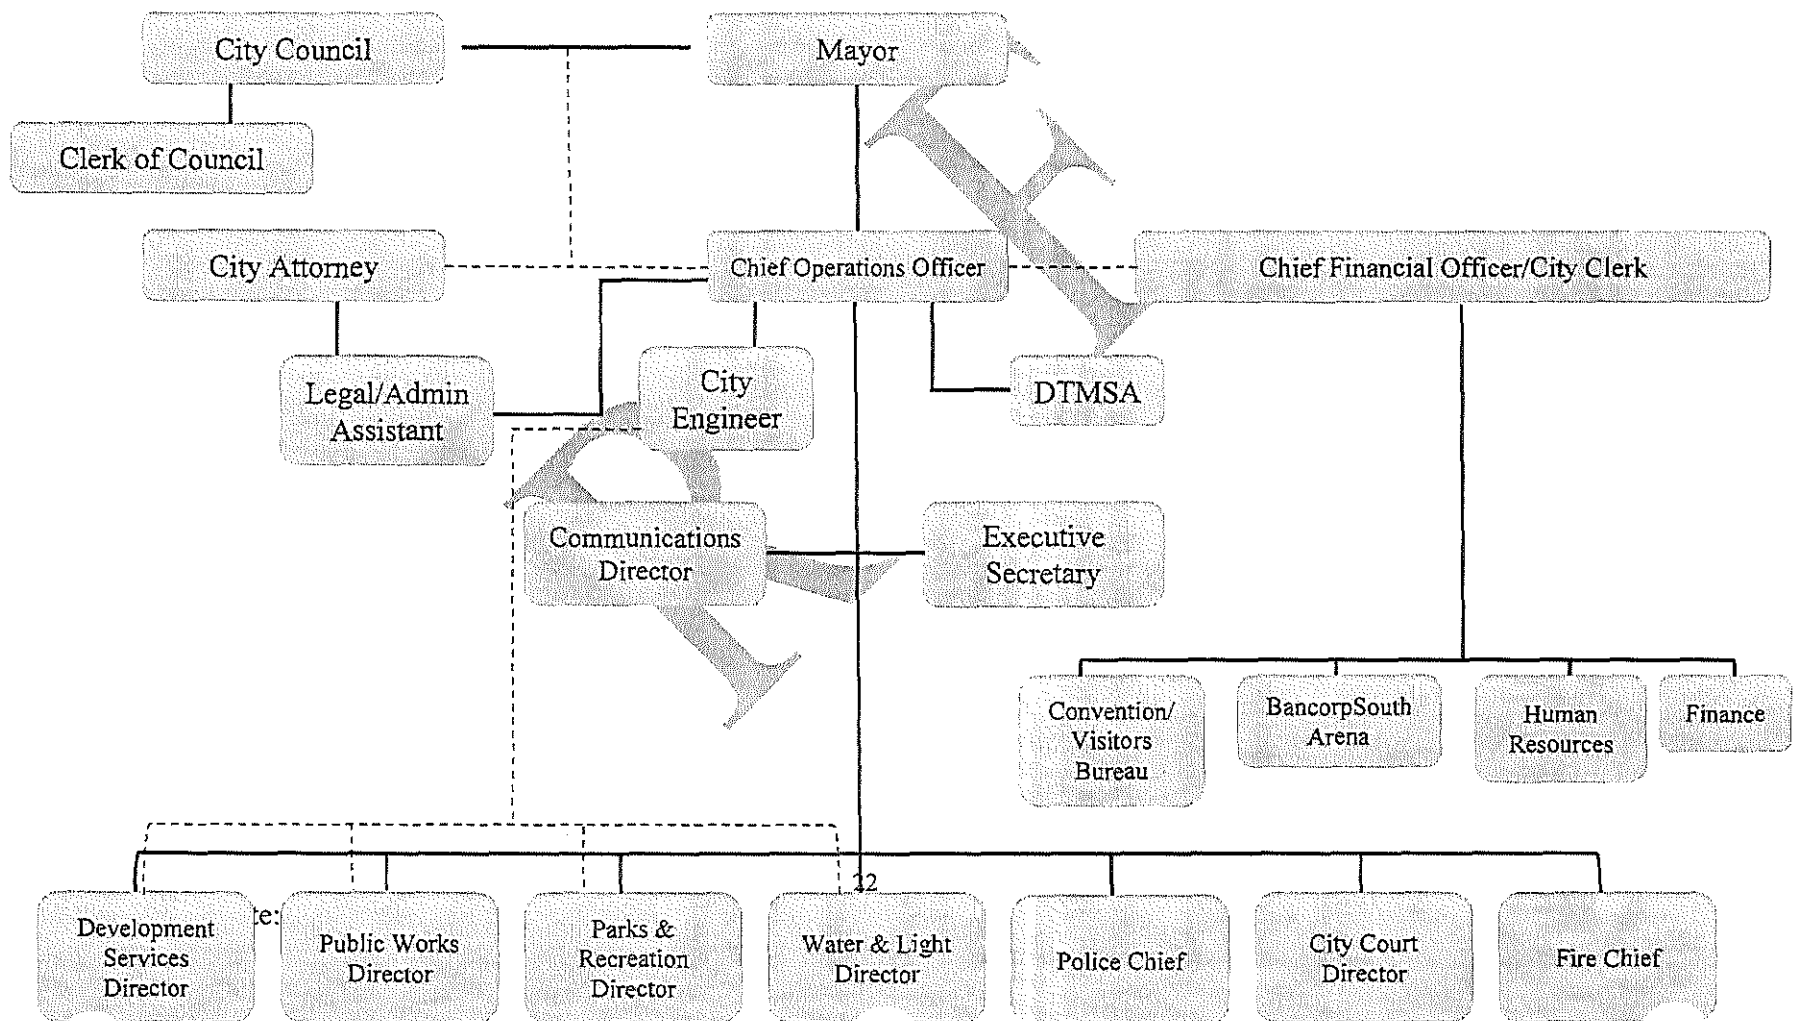 City Council
Mayor
Clerk of Council
City Attorney
Chief Operations Officer
Chief Financial Officer/City Clerk
Legal/Admin
Assistant
City
Engineer
DTMSA
Communications
Director
Executive
Secretary
Convention/
Visitors
Bureau
BancorpSouth
Arena
Human
Resources
Finance
22
te:
Development
Services
Director
Public Works
Director
Parks &
Recreation
Director
Water & Light
Director
Police Chief
City Court
Director
Fire Chief